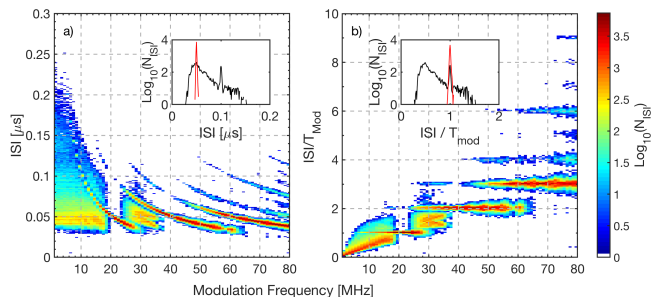 a)
ISI [μs]
0.3
0.25
0.2
0.15
0.1
0.05
0
10 20 30 40 50 60 70 80
Log10(NISI)
4
2
0
0 0.1 0.2
ISI [μs]
b)
ISI/TMod
10
8
6
4
2
0
10 20 30 40 50 60 70 80
Log10(NISI)
4
2
0
0 1 2
ISI / Tmod
Modulation Frequency [MHz]
3.5
3
2.5
2
1.5
1
0.5
0
Log10(NISI)